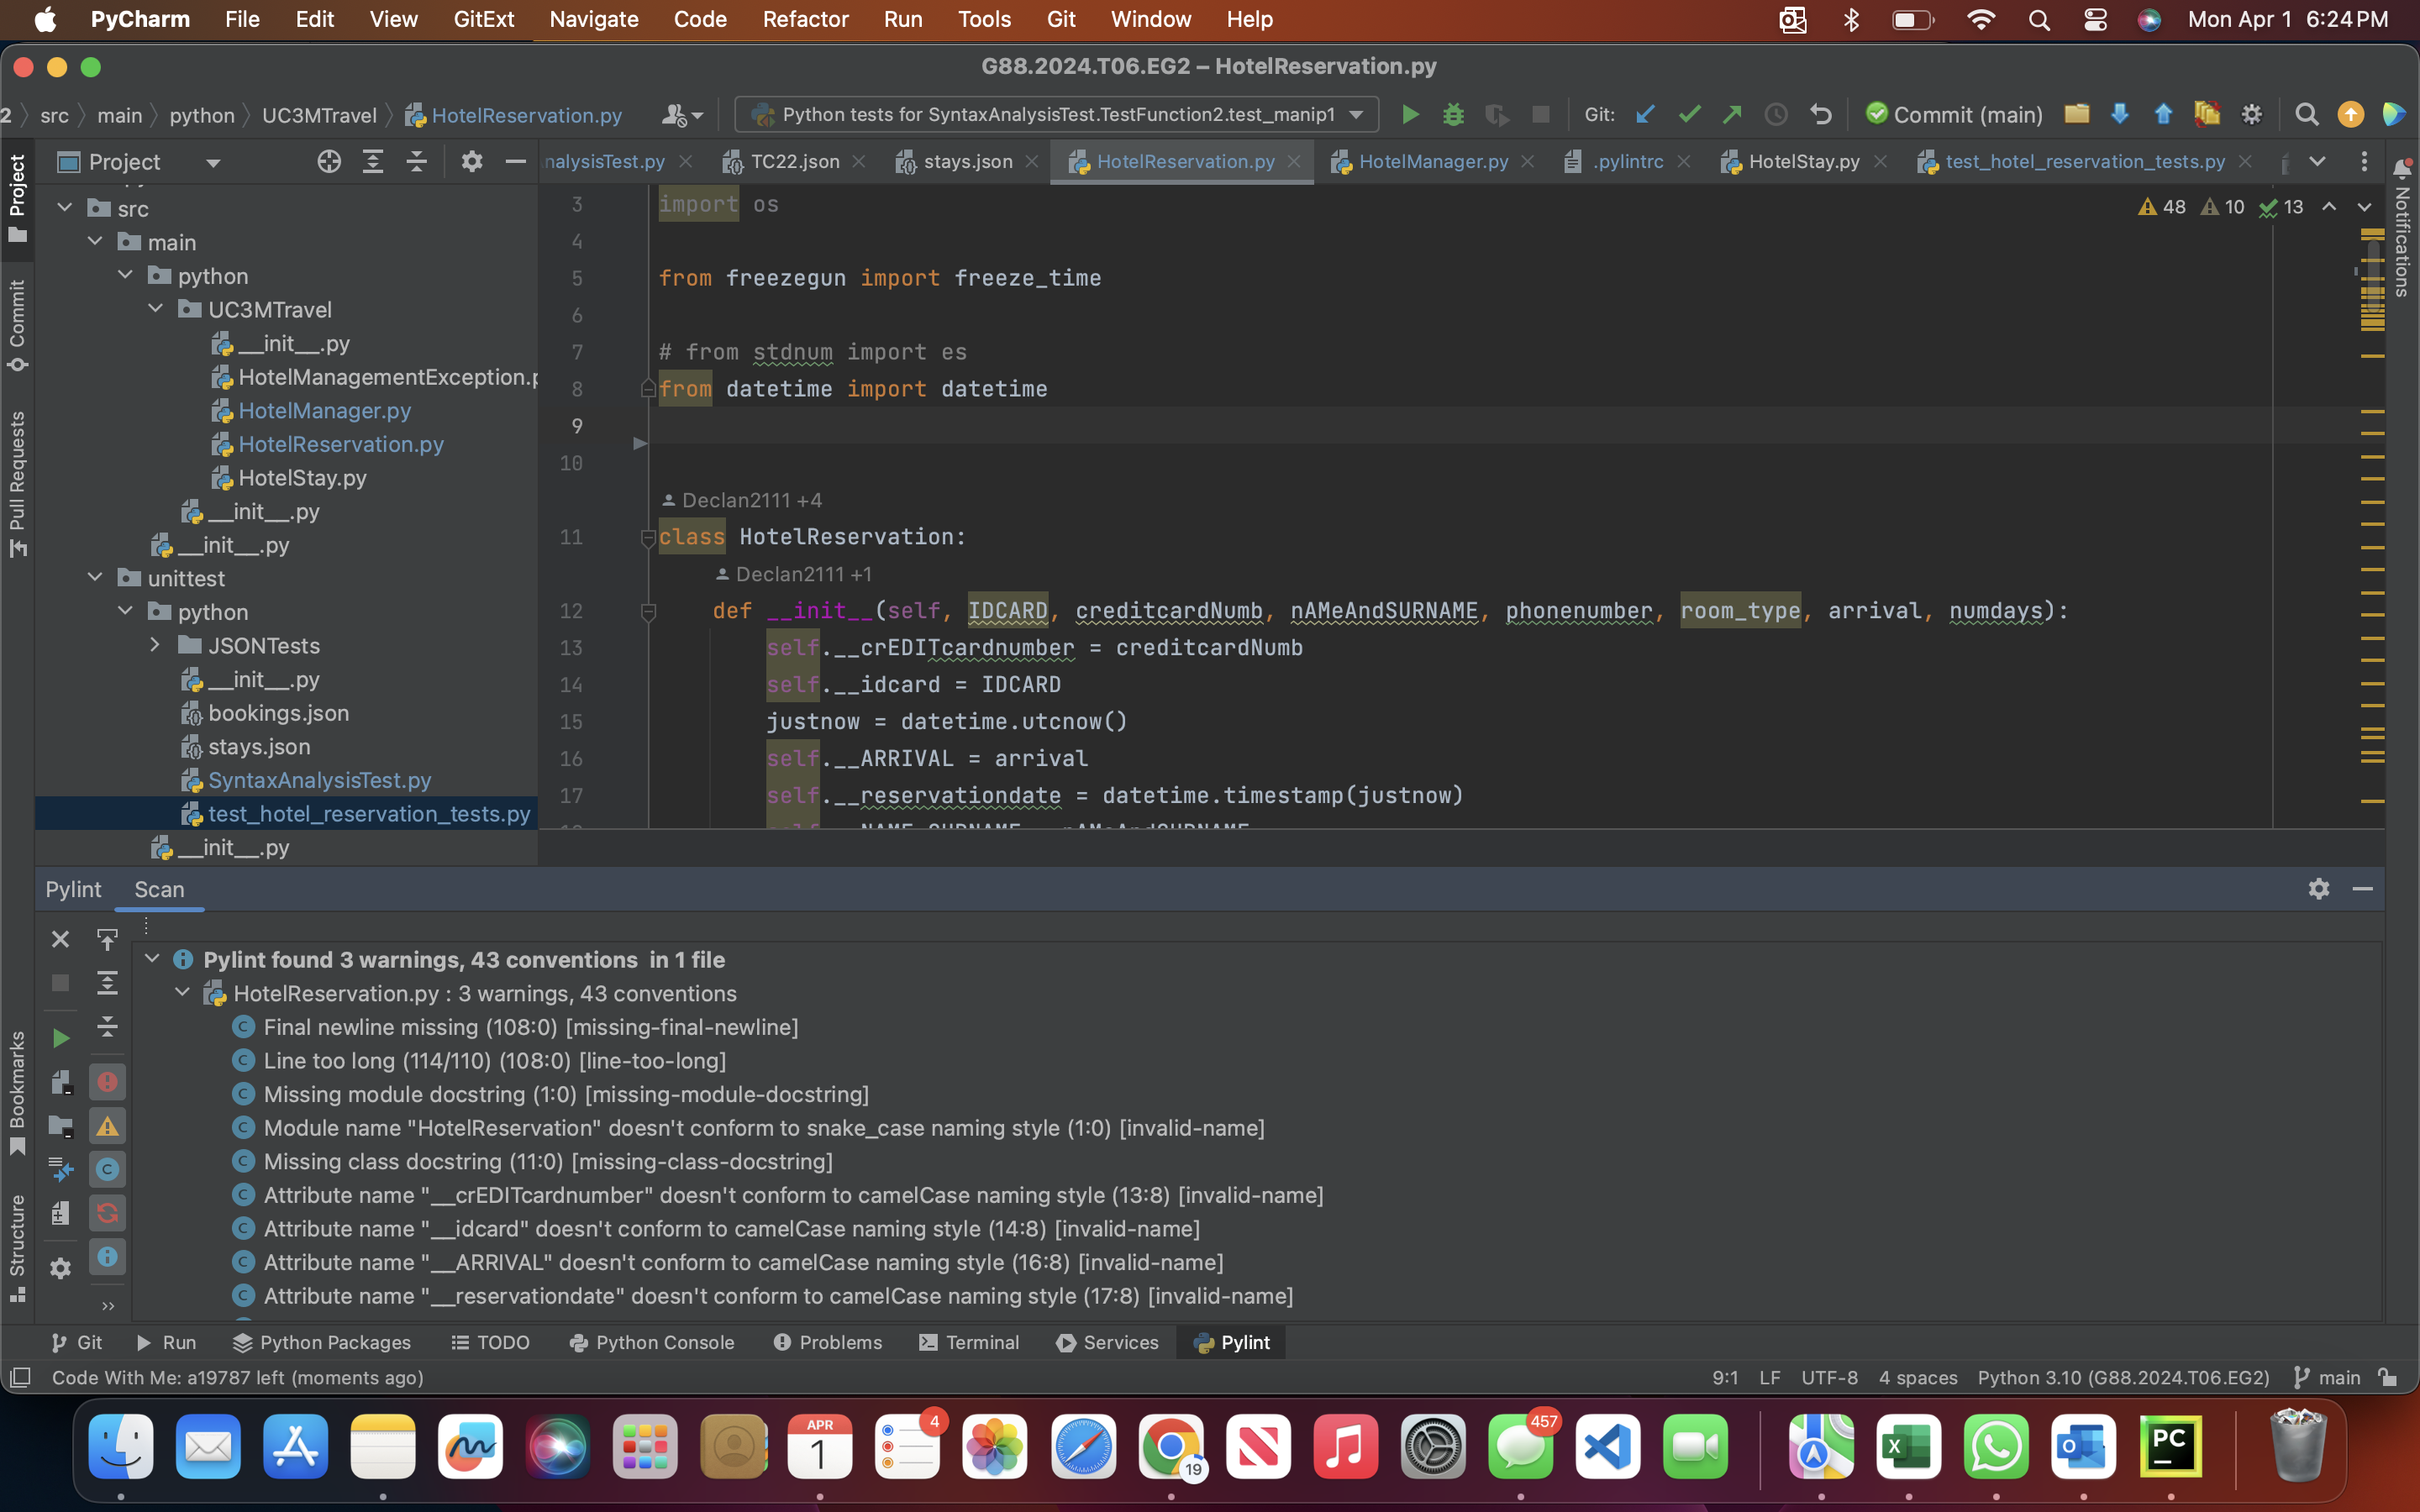 PyCharm File Edit View GitExt Navigate Code Refactor Run Tools Git Window Help Mon Apr 1 6:24 PM
G88.2024.T06.EG2 – HotelReservation.py
2 src main python UC3MTravel HotelReservation.py Python tests for SyntaxAnalysisTest.TestFunction2.test_manip1 Git: Commit (main)
Project
nalysisTest.py TC22.json stays.json HotelReservation.py HotelManager.py .pylintrc HotelStay.py test_hotel_reservation_tests.py
Project
Commit
Pull Requests
Bookmarks
Structure
Notifications
src
main
python
UC3MTravel
__init__.py
HotelManagementException.p
HotelManager.py
HotelReservation.py
HotelStay.py
__init__.py
__init__.py
unittest
python
JSONTests
__init__.py
bookings.json
stays.json
SyntaxAnalysisTest.py
test_hotel_reservation_tests.py
__init__.py
48 10 13
3 import os
4
5 from freezegun import freeze_time
6
7 # from stdnum import es
8 from datetime import datetime
9
10
Declan2111 +4
11 class HotelReservation:
Declan2111 +1
12 def __init__(self, IDCARD, creditcardNumb, nAMeAndSURNAME, phonenumber, room_type, arrival, numdays):
13 self.__crEDITcardnumber = creditcardNumb
14 self.__idcard = IDCARD
15 justnow = datetime.utcnow()
16 self.__ARRIVAL = arrival
17 self.__reservationdate = datetime.timestamp(justnow)
Pylint Scan
Pylint found 3 warnings, 43 conventions in 1 file
HotelReservation.py : 3 warnings, 43 conventions
C Final newline missing (108:0) [missing-final-newline]
C Line too long (114/110) (108:0) [line-too-long]
C Missing module docstring (1:0) [missing-module-docstring]
C Module name "HotelReservation" doesn't conform to snake_case naming style (1:0) [invalid-name]
C Missing class docstring (11:0) [missing-class-docstring]
C Attribute name "__crEDITcardnumber" doesn't conform to camelCase naming style (13:8) [invalid-name]
C Attribute name "__idcard" doesn't conform to camelCase naming style (14:8) [invalid-name]
C Attribute name "__ARRIVAL" doesn't conform to camelCase naming style (16:8) [invalid-name]
C Attribute name "__reservationdate" doesn't conform to camelCase naming style (17:8) [invalid-name]
Git Run Python Packages TODO Python Console Problems Terminal Services Pylint
Code With Me: a19787 left (moments ago) 9:1 LF UTF-8 4 spaces Python 3.10 (G88.2024.T06.EG2) main
APR
1
4
19
457
X
PC